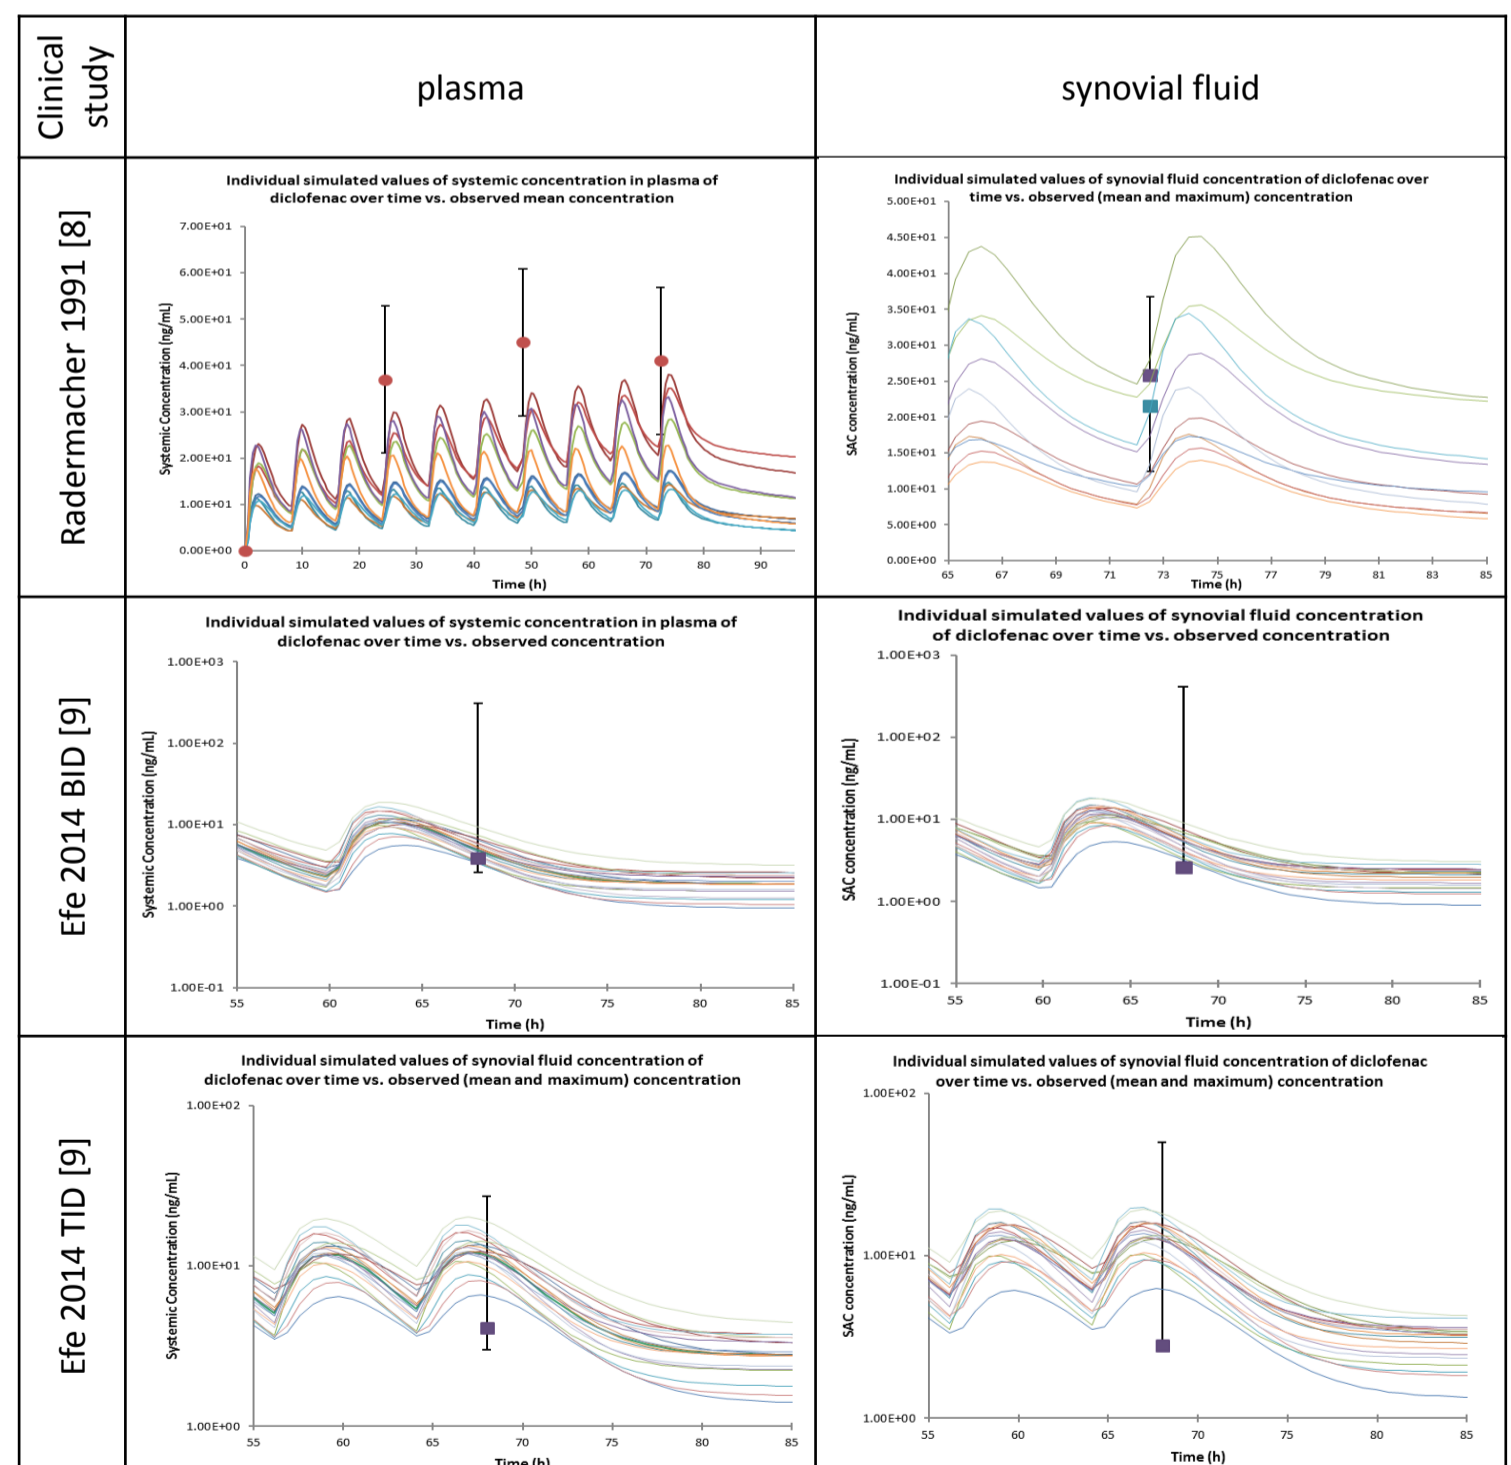 Clinical
study
plasma
synovial fluid
Radermacher 1991 [8]
Individual simulated values of systemic concentration in plasma of
diclofenac over time vs. observed mean concentration
Systemic Concentration (ng/mL)
7.00E+01
6.00E+01
5.00E+01
4.00E+01
3.00E+01
2.00E+01
1.00E+01
0.00E+00
0 10 20 30 40 50 60 70 80 90
Time (h)
Individual simulated values of synovial fluid concentration of diclofenac over
time vs. observed (mean and maximum) concentration
SAC concentration (ng/mL)
5.00E+01
4.50E+01
4.00E+01
3.50E+01
3.00E+01
2.50E+01
2.00E+01
1.50E+01
1.00E+01
5.00E+00
0.00E+00
65 67 69 71 73 75 77 79 81 83 85
Time (h)
Efe 2014 BID [9]
Individual simulated values of systemic concentration in plasma of
diclofenac over time vs. observed concentration
Systemic Concentration (ng/mL)
1.00E+03
1.00E+02
1.00E+01
1.00E+00
1.00E-01
55 60 65 70 75 80 85
Time (h)
Individual simulated values of synovial fluid concentration
of diclofenac over time vs. observed concentration
SAC concentration (ng/mL)
1.00E+03
1.00E+02
1.00E+01
1.00E+00
1.00E-01
55 60 65 70 75 80 85
Time (h)
Efe 2014 TID [9]
Individual simulated values of synovial fluid concentration of
diclofenac over time vs. observed (mean and maximum) concentration
Systemic Concentration (ng/mL)
1.00E+02
1.00E+01
1.00E+00
55 60 65 70 75 80 85
Time (h)
Individual simulated values of synovial fluid concentration of diclofenac
over time vs. observed (mean and maximum) concentration
SAC concentration (ng/mL)
1.00E+02
1.00E+01
1.00E+00
55 60 65 70 75 80 85
Time (h)